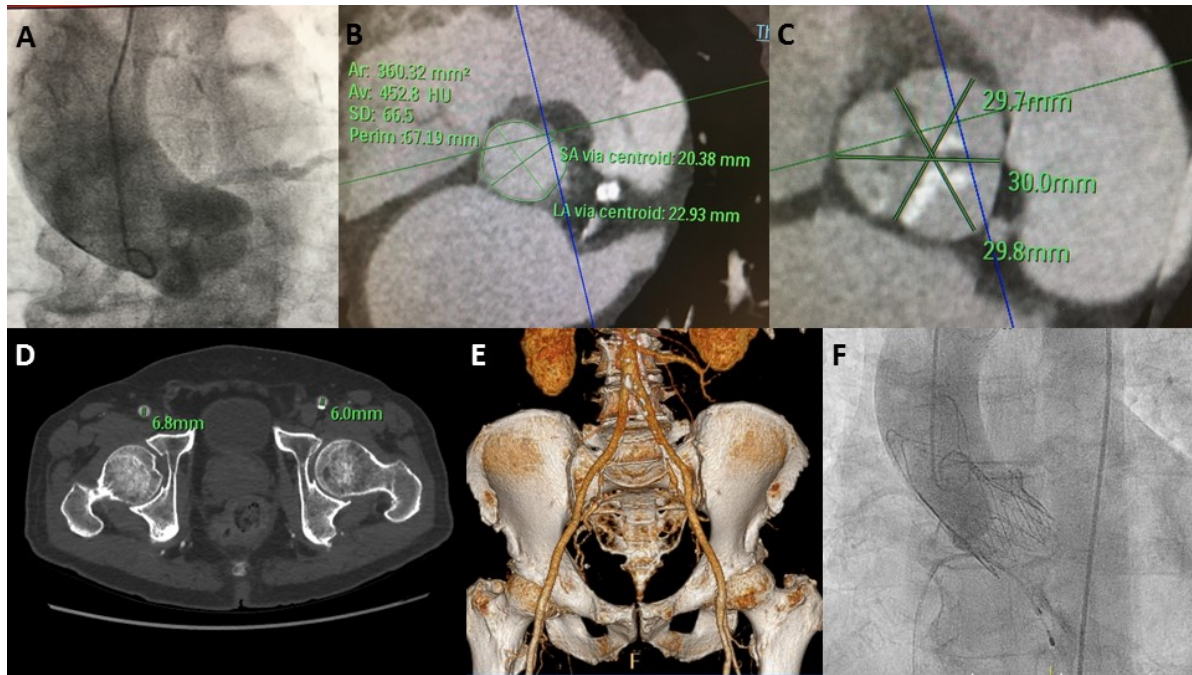 A
B
Th
Ar: 360.32 mm²
Av: 452.8 HU
SD: 66.5
Perim :67.19 mm
SA via centroid: 20.38 mm
LA via centroid: 22.93 mm
C
29.7mm
30.0mm
29.8mm
D
6.8mm
6.0mm
E
F
F